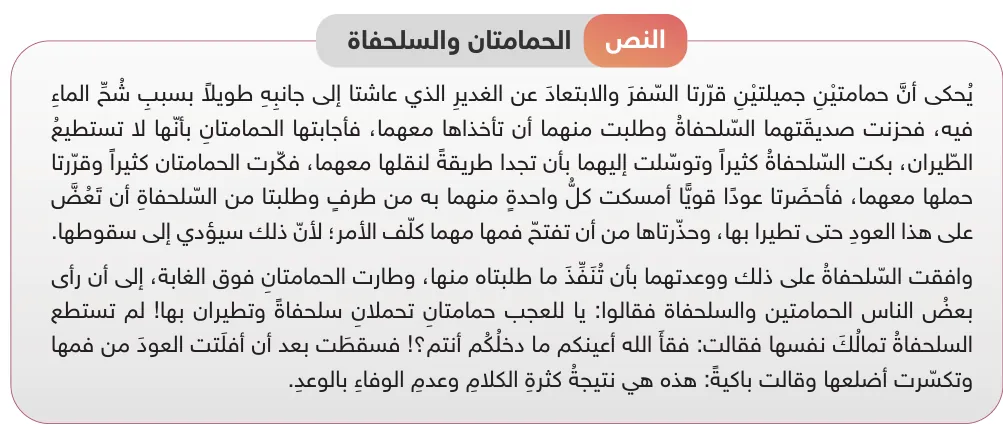 النص الحمامتان والسلحفاة
يُحكى أنَّ حمامتيْنِ جميلتيْنِ قرّرتا السّفرَ والابتعادَ عن الغديرِ الذي عاشتا إلى جانبِهِ طويلاً بسببِ شُحِّ الماءِ
فيه، فحزنت صديقَتهما السّلحفاةُ وطلبت منهما أن تأخذاها معهما، فأجابتها الحمامتانِ بأنّها لا تستطيعُ
الطّيران، بكت السّلحفاةُ كثيراً وتوسّلت إليهما بأن تجدا طريقةً لنقلها معهما، فكّرت الحمامتان كثيراً وقرّرتا
حملها معهما، فأحضَرتا عودًا قويًّا أمسكت كلُّ واحدةٍ منهما به من طرفٍ وطلبتا من السّلحفاةِ أن تَعُضَّ
على هذا العودِ حتى تطيرا بها، وحذّرتاها من أن تفتحّ فمها مهما كلّف الأمر؛ لأنّ ذلك سيؤدي إلى سقوطها.
وافقت السّلحفاةُ على ذلك ووعدتهما بأن تُنَفِّذَ ما طلبتاه منها، وطارت الحمامتانِ فوق الغابة، إلى أن رأى
بعضُ الناس الحمامتين والسلحفاة فقالوا: يا للعجب حمامتانِ تحملانِ سلحفاةً وتطيران بها! لم تستطع
السلحفاةُ تمالُكَ نفسها فقالت: فقأَ الله أعينكم ما دخلُكُم أنتم؟! فسقطَت بعد أن أفلَتت العودَ من فمها
وتكسّرت أضلعها وقالت باكيةً: هذه هي نتيجةُ كثرةِ الكلامِ وعدمِ الوفاءِ بالوعدِ.